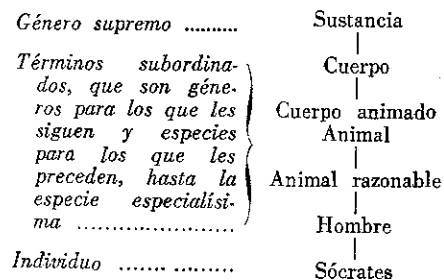 Género supremo ..........
Términos subordina-
dos, que son géne-
ros para los que les
siguen y especies
para los que les
preceden, hasta la
especie especialísi-
ma ......................
Individuo ....... .........
Sustancia
Cuerpo
Cuerpo animado
Animal
Animal razonable
Hombre
Sócrates